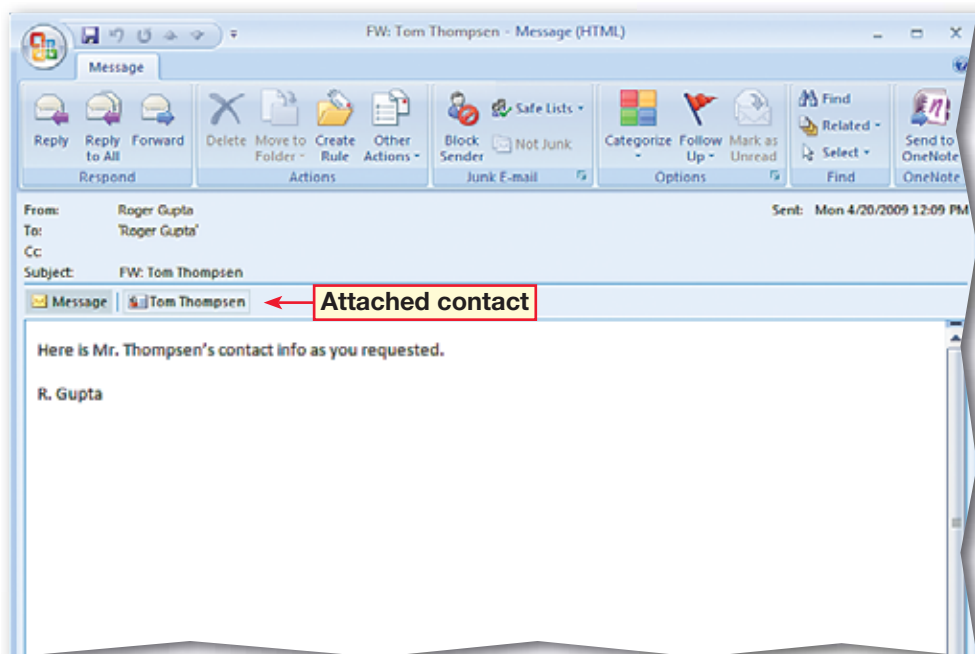 FW: Tom Thompsen - Message (HTML)
Message
Reply Reply to All Forward
Delete Move to Folder Create Rule Other Actions
Block Sender Safe Lists Not Junk
Categorize Follow Up Mark as Unread
Find Related Select
Send to OneNote
Respond Actions Junk E-mail Options Find OneNote
From: Roger Gupta Sent: Mon 4/20/2009 12:09 PM
To: 'Roger Gupta'
Cc:
Subject: FW: Tom Thompsen
Message Tom Thompsen Attached contact
Here is Mr. Thompsen's contact info as you requested.
R. Gupta